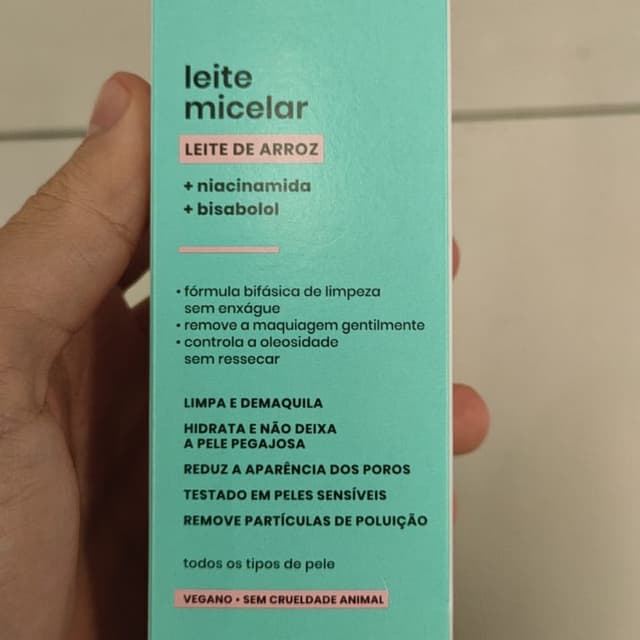 leite
micelar
LEITE DE ARROZ
+ niacinamida
+ bisabolol
• fórmula bifásica de limpeza
sem enxágue
• remove a maquiagem gentilmente
• controla a oleosidade
sem ressecar
LIMPA E DEMAQUILA
HIDRATA E NÃO DEIXA
A PELE PEGAJOSA
REDUZ A APARÊNCIA DOS POROS
TESTADO EM PELES SENSÍVEIS
REMOVE PARTÍCULAS DE POLUIÇÃO
todos os tipos de pele
VEGANO • SEM CRUELDADE ANIMAL